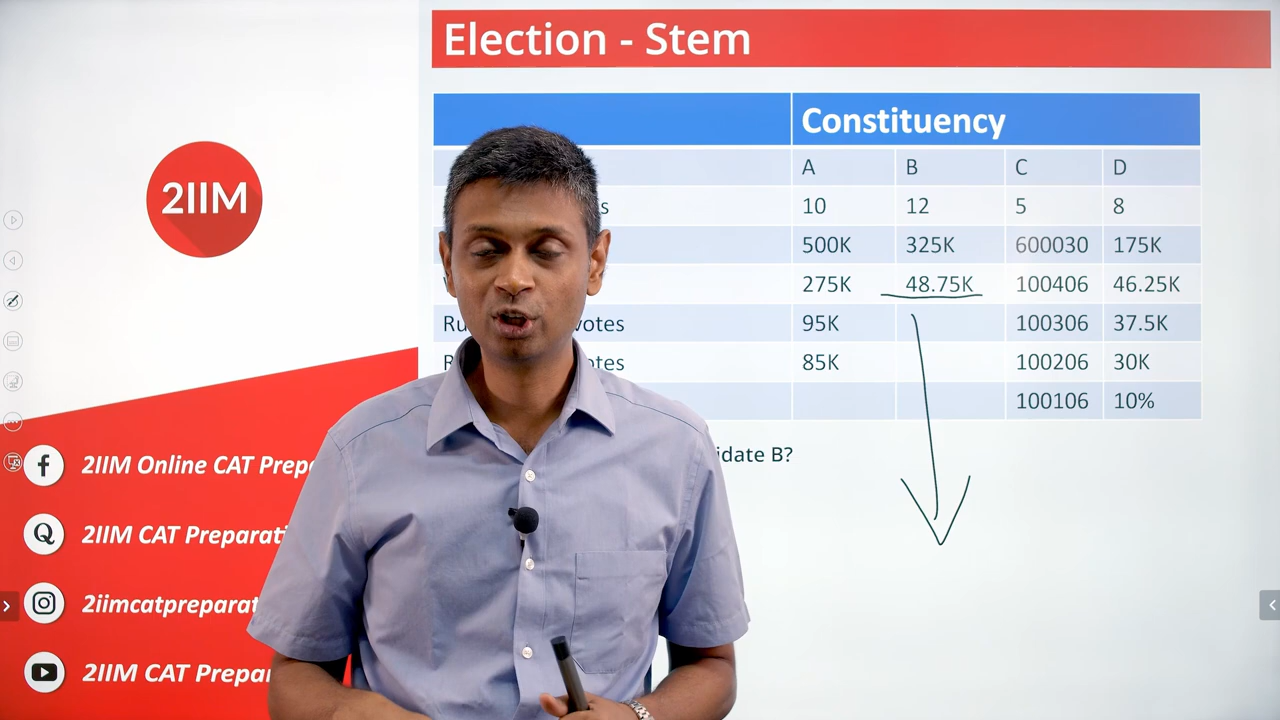 Election - Stem
2IIM
Constituency
A B C D
s 10 12 5 8
500K 325K 600030 175K
275K 48.75K 100406 46.25K
votes 95K 100306 37.5K
votes 85K 100206 30K
100106 10%
idate B?
2IIM Online CAT Prep
2IIM CAT Preparati
2iimcatpreparat
2IIM CAT Prepar